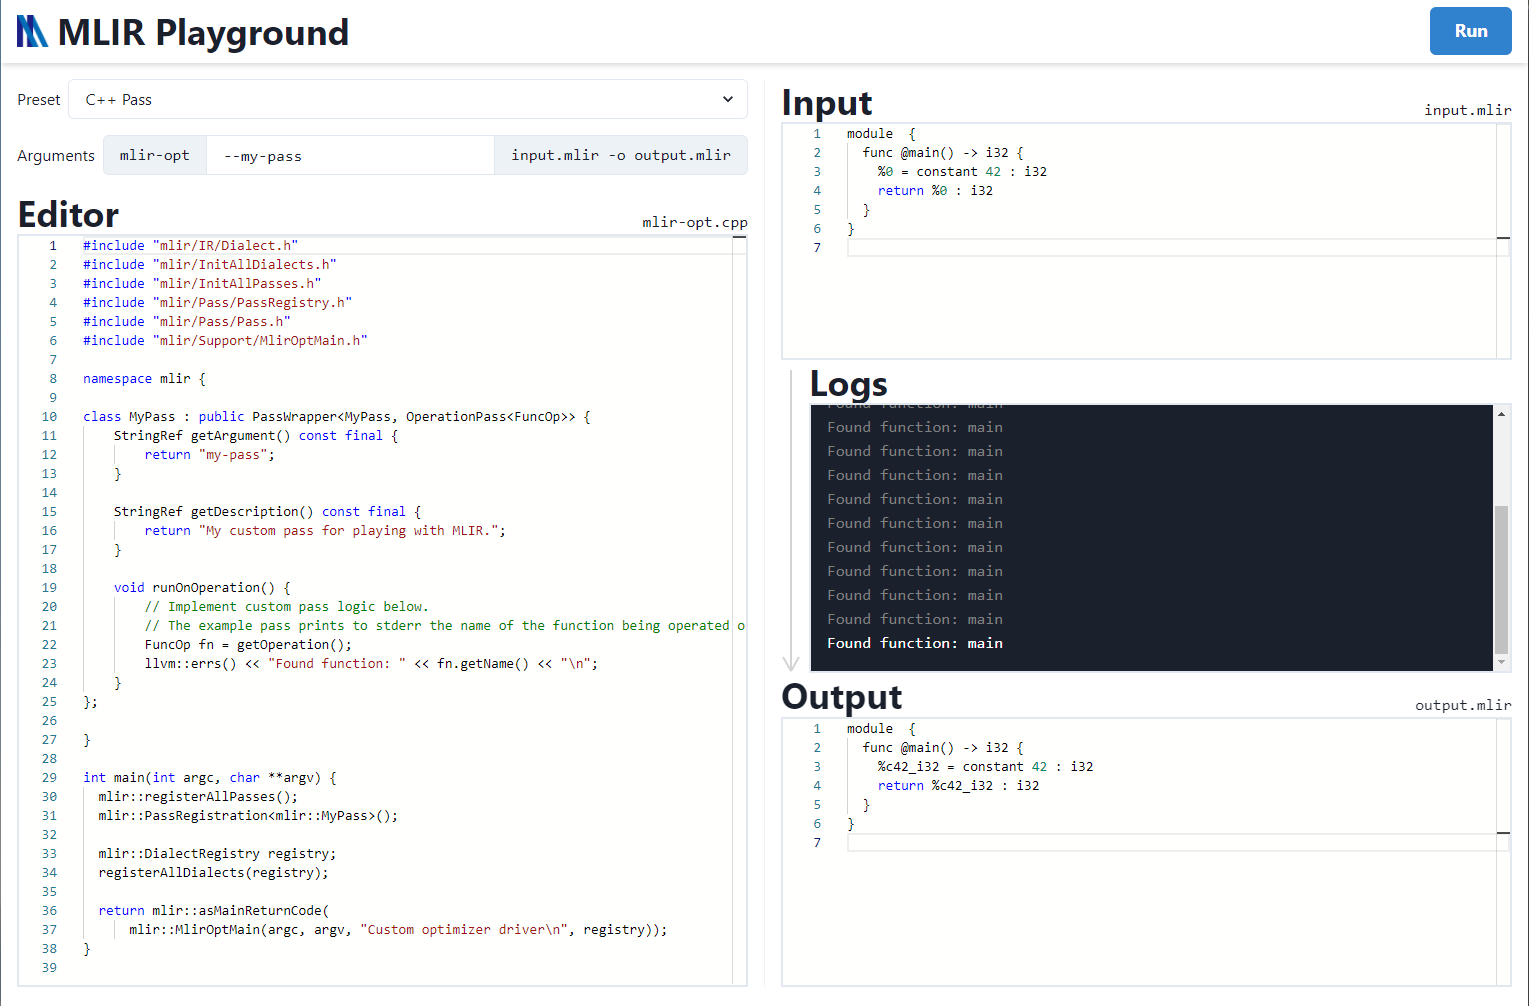 MLIR Playground
Run
Preset
C++ Pass
Arguments
mlir-opt
--my-pass
input.mlir -o output.mlir
Editor
mlir-opt.cpp
1 #include "mlir/IR/Dialect.h"
2 #include "mlir/InitAllDialects.h"
3 #include "mlir/InitAllPasses.h"
4 #include "mlir/Pass/PassRegistry.h"
5 #include "mlir/Pass/Pass.h"
6 #include "mlir/Support/MlirOptMain.h"
7
8 namespace mlir {
9
10 class MyPass : public PassWrapper<MyPass, OperationPass<FuncOp>> {
11     StringRef getArgument() const final {
12         return "my-pass";
13     }
14
15     StringRef getDescription() const final {
16         return "My custom pass for playing with MLIR.";
17     }
18
19     void runOnOperation() {
20         // Implement custom pass logic below.
21         // The example pass prints to stderr the name of the function being operated o
22         FuncOp fn = getOperation();
23         llvm::errs() << "Found function: " << fn.getName() << "\n";
24     }
25 };
26
27 }
28
29 int main(int argc, char **argv) {
30   mlir::registerAllPasses();
31   mlir::PassRegistration<mlir::MyPass>();
32
33   mlir::DialectRegistry registry;
34   registerAllDialects(registry);
35
36   return mlir::asMainReturnCode(
37       mlir::MlirOptMain(argc, argv, "Custom optimizer driver\n", registry));
38 }
39
Input
input.mlir
1 module  {
2   func @main() -> i32 {
3     %0 = constant 42 : i32
4     return %0 : i32
5   }
6 }
7
Logs
Found function: main
Found function: main
Found function: main
Found function: main
Found function: main
Found function: main
Found function: main
Found function: main
Found function: main
Found function: main
Found function: main
Output
output.mlir
1 module  {
2   func @main() -> i32 {
3     %c42_i32 = constant 42 : i32
4     return %c42_i32 : i32
5   }
6 }
7